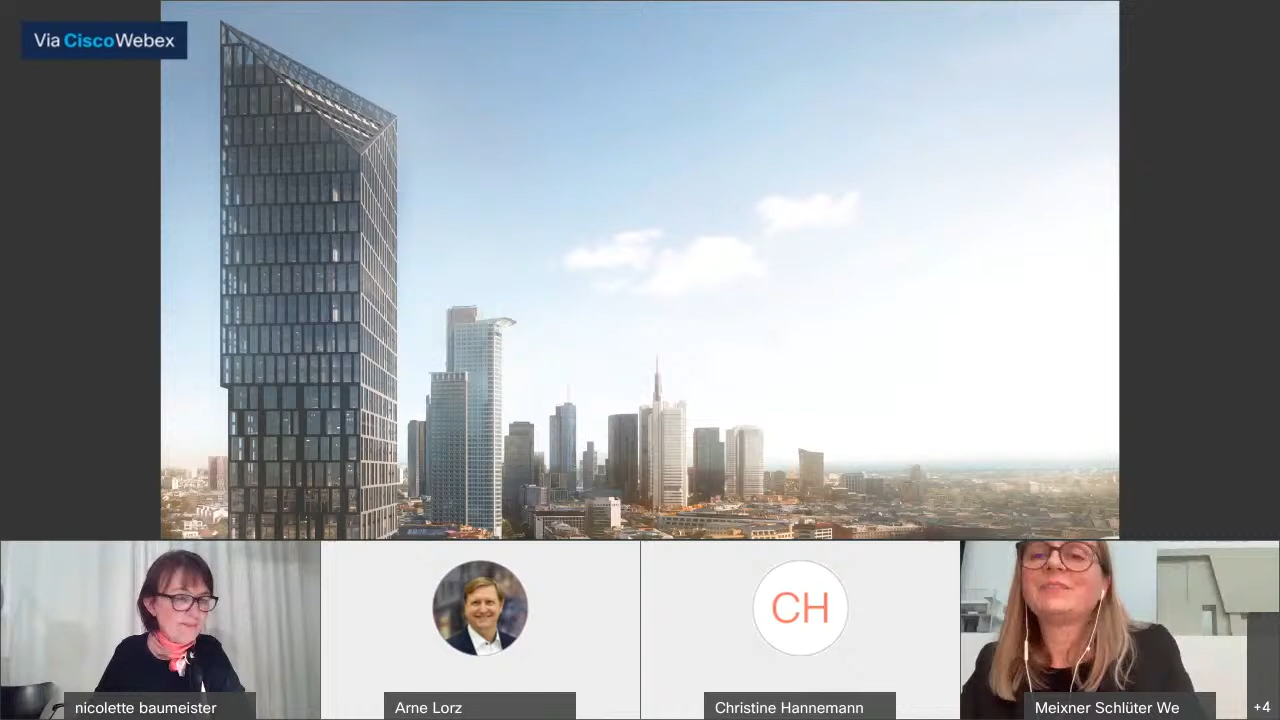 Via CiscoWebex
CH
nicolette baumeister
Arne Lorz
Christine Hannemann
Meixner Schlüter We
+4